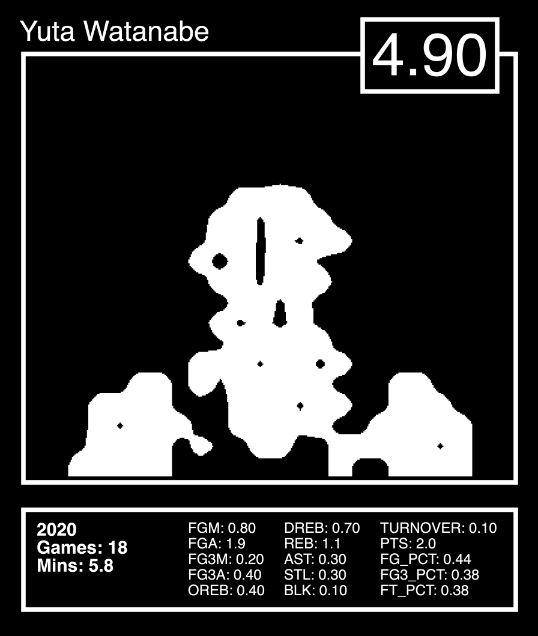 Yuta Watanabe
4.90
2020
Games: 18
Mins: 5.8
FGM: 0.80
FGA: 1.9
FG3M: 0.20
FG3A: 0.40
OREB: 0.40
DREB: 0.70
REB: 1.1
AST: 0.30
STL: 0.30
BLK: 0.10
TURNOVER: 0.10
PTS: 2.0
FG_PCT: 0.44
FG3_PCT: 0.38
FT_PCT: 0.38